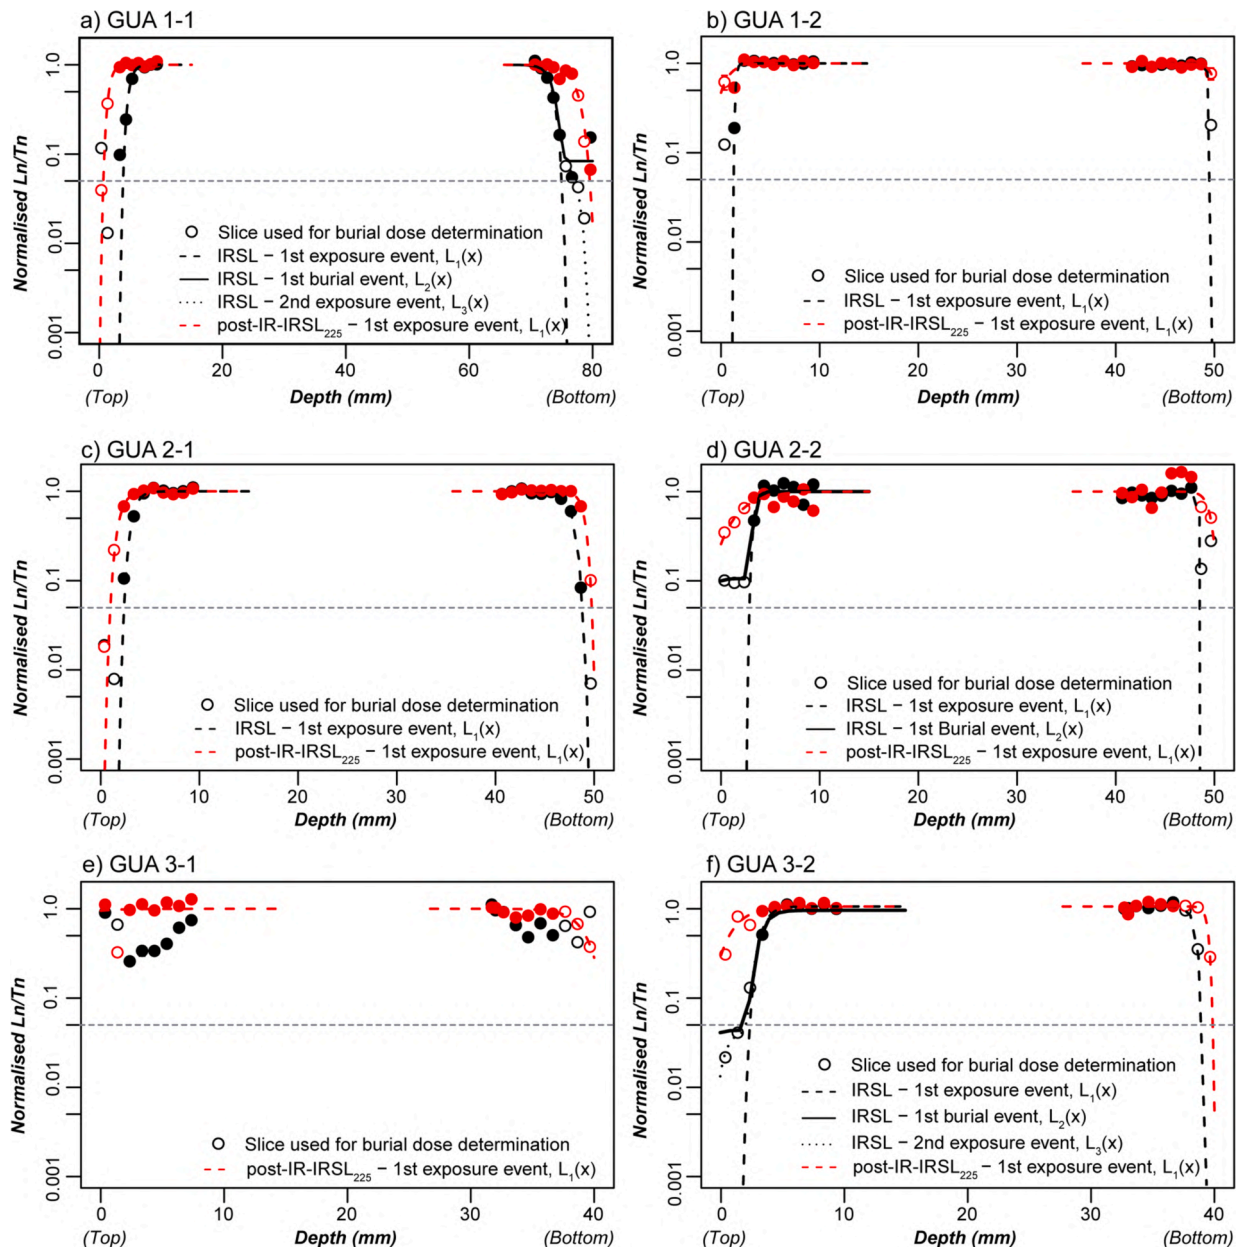 a) GUA 1-1
Normalised Ln/Tn
1.0
0.1
0.01
0.001
Slice used for burial dose determination
IRSL − 1st exposure event, L₁(x)
IRSL − 1st burial event, L₂(x)
IRSL − 2nd exposure event, L₃(x)
post-IR-IRSL₂₂₅ − 1st exposure event, L₁(x)
0 20 40 60 80
(Top) Depth (mm) (Bottom)
b) GUA 1-2
Normalised Ln/Tn
1.0
0.1
0.01
0.001
Slice used for burial dose determination
IRSL − 1st exposure event, L₁(x)
post-IR-IRSL₂₂₅ − 1st exposure event, L₁(x)
0 10 20 30 40 50
(Top) Depth (mm) (Bottom)
c) GUA 2-1
Normalised Ln/Tn
1.0
0.1
0.01
0.001
Slice used for burial dose determination
IRSL − 1st exposure event, L₁(x)
post-IR-IRSL₂₂₅ − 1st exposure event, L₁(x)
0 10 20 30 40 50
(Top) Depth (mm) (Bottom)
d) GUA 2-2
Normalised Ln/Tn
1.0
0.1
0.01
0.001
Slice used for burial dose determination
IRSL − 1st exposure event, L₁(x)
IRSL − 1st Burial event, L₂(x)
post-IR-IRSL₂₂₅ − 1st exposure event, L₁(x)
0 10 20 30 40 50
(Top) Depth (mm) (Bottom)
e) GUA 3-1
Normalised Ln/Tn
1.0
0.1
0.01
0.001
Slice used for burial dose determination
post-IR-IRSL₂₂₅ − 1st exposure event, L₁(x)
0 10 20 30 40
(Top) Depth (mm) (Bottom)
f) GUA 3-2
Normalised Ln/Tn
1.0
0.1
0.01
0.001
Slice used for burial dose determination
IRSL − 1st exposure event, L₁(x)
IRSL − 1st burial event, L₂(x)
IRSL − 2nd exposure event, L₃(x)
post-IR-IRSL₂₂₅ − 1st exposure event, L₁(x)
0 10 20 30 40
(Top) Depth (mm) (Bottom)